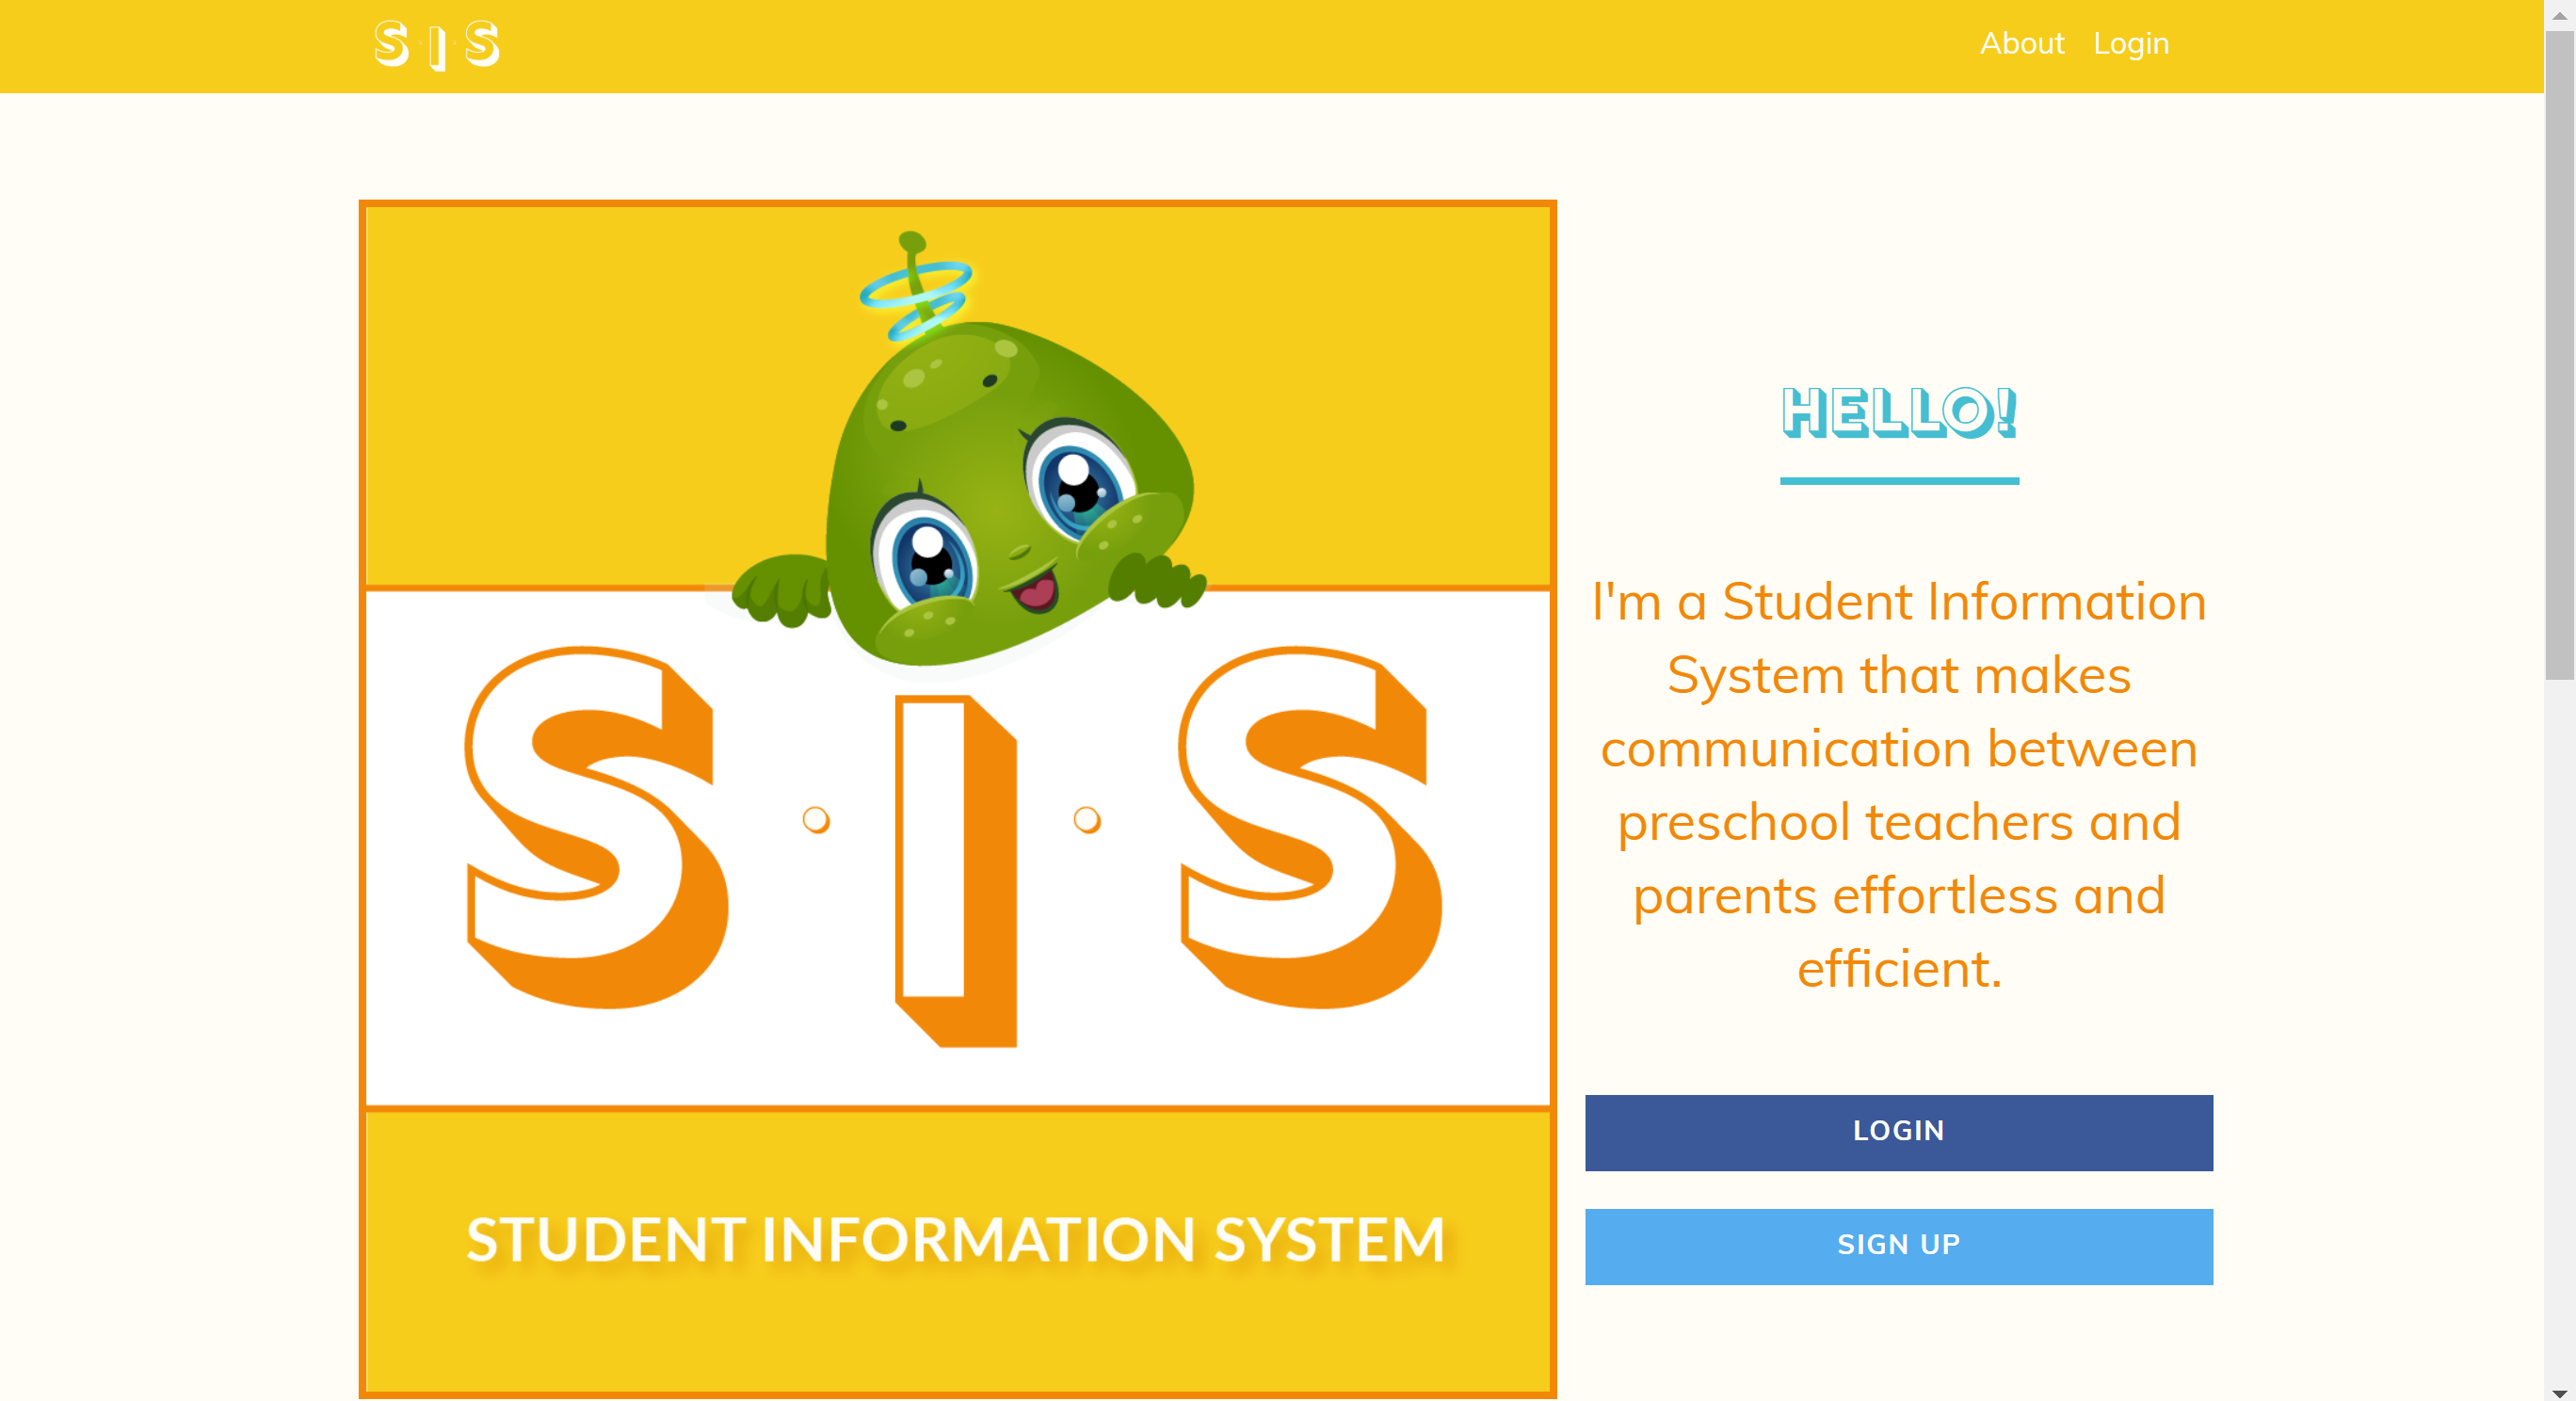 S·I·S
About Login
S·I·S
STUDENT INFORMATION SYSTEM
HELLO!
I'm a Student Information
System that makes
communication between
preschool teachers and
parents effortless and
efficient.
LOGIN
SIGN UP